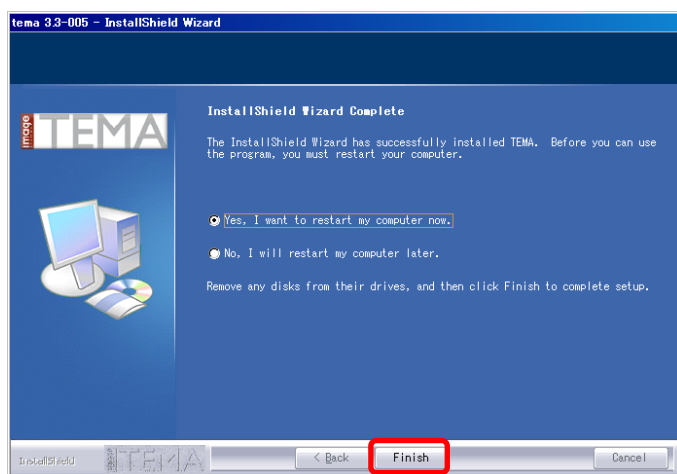 tema 3.3-005 - InstallShield Wizard
image TEMA
InstallShield Wizard Complete
The InstallShield Wizard has successfully installed TEMA. Before you can use
the program, you must restart your computer.
Yes, I want to restart my computer now.
No, I will restart my computer later.
Remove any disks from their drives, and then click Finish to complete setup.
InstallShield
TEMA
< Back
Finish
Cancel